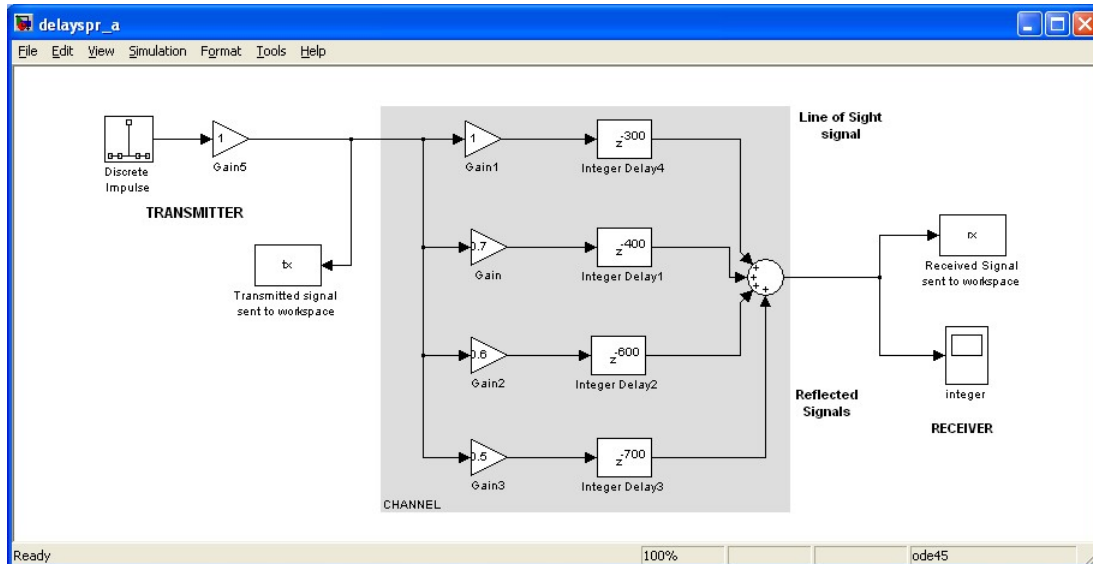 delayspr_a
File Edit View Simulation Format Tools Help
Discrete
Impulse
1
Gain5
TRANSMITTER
tx
Transmitted signal
sent to workspace
1
Gain1
z-300
Integer Delay4
Line of Sight
signal
0.7
Gain
z-400
Integer Delay1
0.6
Gain2
z-600
Integer Delay2
0.5
Gain3
z-700
Integer Delay3
CHANNEL
+
+
+
+
Reflected
Signals
rx
Received Signal
sent to workspace
integer
RECEIVER
Ready 100% ode45